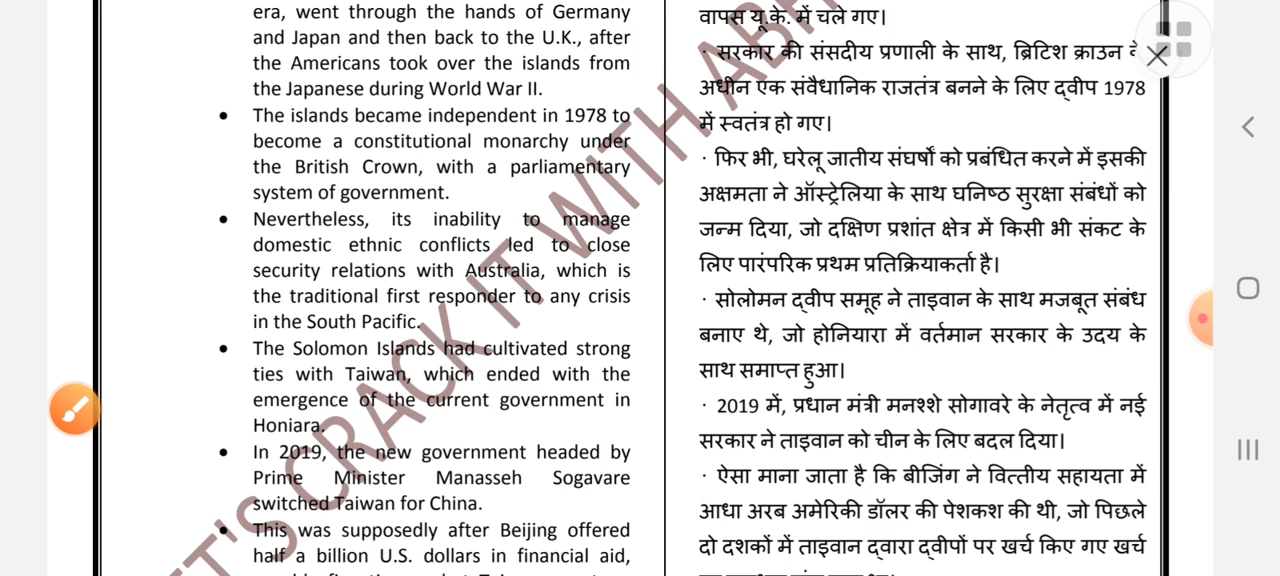 era, went through the hands of Germany
and Japan and then back to the U.K., after
the Americans took over the islands from
the Japanese during World War II.
• The islands became independent in 1978 to
become a constitutional monarchy under
the British Crown, with a parliamentary
system of government.
• Nevertheless, its inability to manage
domestic ethnic conflicts led to close
security relations with Australia, which is
the traditional first responder to any crisis
in the South Pacific.
• The Solomon Islands had cultivated strong
ties with Taiwan, which ended with the
emergence of the current government in
Honiara.
• In 2019, the new government headed by
Prime Minister Manasseh Sogavare
switched Taiwan for China.
• This was supposedly after Beijing offered
half a billion U.S. dollars in financial aid,
वापस यू.के. में चले गए।
· सरकार की संसदीय प्रणाली के साथ, ब्रिटिश क्राउन
अधीन एक संवैधानिक राजतंत्र बनने के लिए द्वीप 1978
में स्वतंत्र हो गए।
· फिर भी, घरेलू जातीय संघर्षों को प्रबंधित करने में इसकी
अक्षमता ने ऑस्ट्रेलिया के साथ घनिष्ठ सुरक्षा संबंधों को
जन्म दिया, जो दक्षिण प्रशांत क्षेत्र में किसी भी संकट के
लिए पारंपरिक प्रथम प्रतिक्रियाकर्ता है।
· सोलोमन द्वीप समूह ने ताइवान के साथ मजबूत संबंध
बनाए थे, जो होनियारा में वर्तमान सरकार के उदय के
साथ समाप्त हुआ।
· 2019 में, प्रधान मंत्री मनश्शे सोगावरे के नेतृत्व में नई
सरकार ने ताइवान को चीन के लिए बदल दिया।
· ऐसा माना जाता है कि बीजिंग ने वित्तीय सहायता में
आधा अरब अमेरिकी डॉलर की पेशकश की थी, जो पिछले
दो दशकों में ताइवान द्वारा द्वीपों पर खर्च किए गए खर्च
LET'S CRACK IT WITH ABH